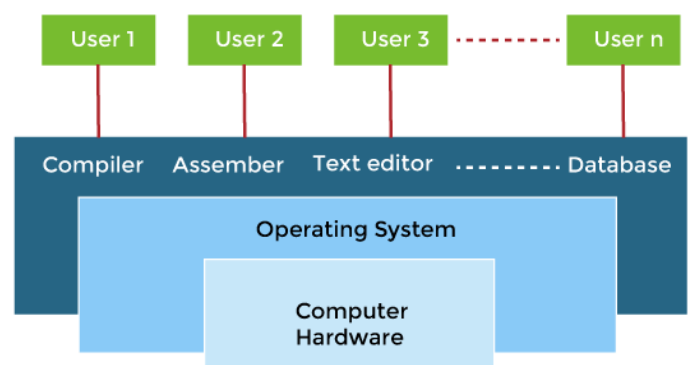 User 1 User 2 User 3 User n
Compiler Assember Text editor Database
Operating System
Computer
Hardware